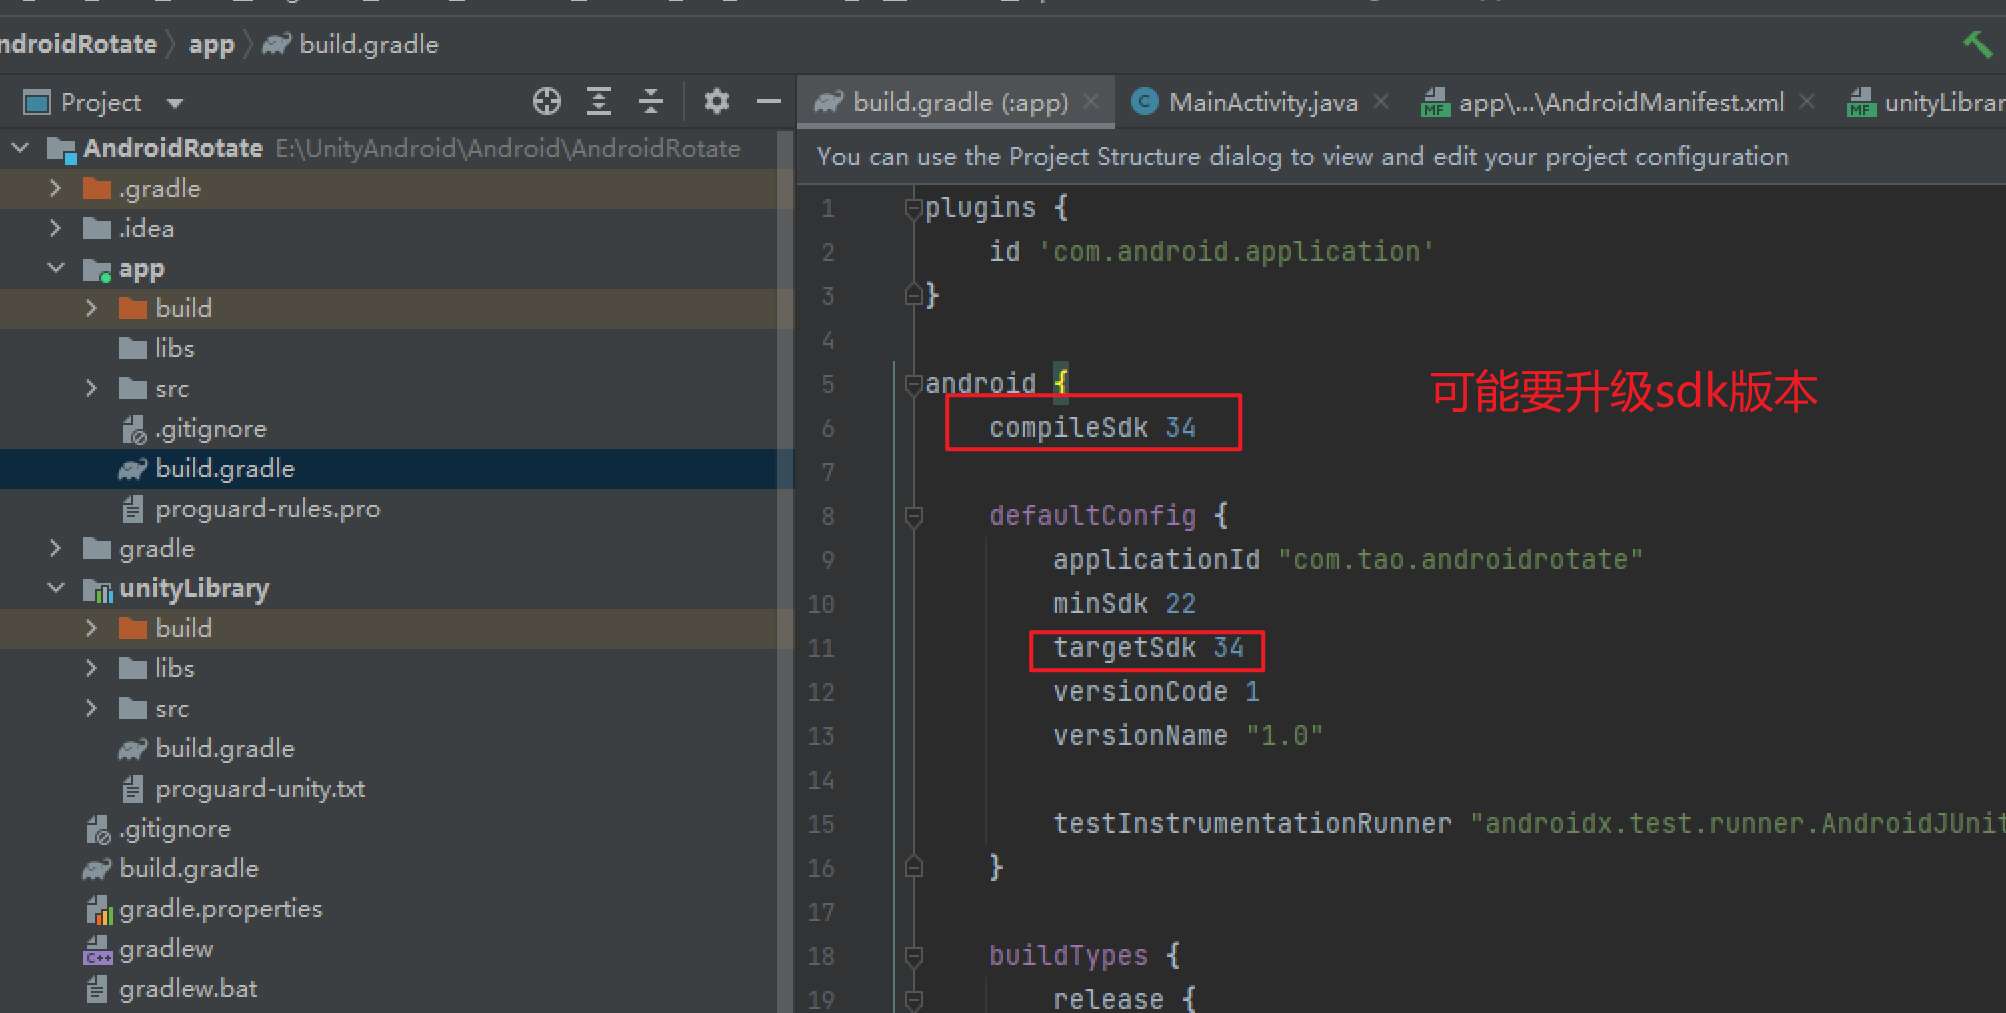 ndroidRotate app build.gradle
Project
build.gradle (:app) MainActivity.java app\...\AndroidManifest.xml unityLibrar
AndroidRotate E:\UnityAndroid\Android\AndroidRotate
.gradle
.idea
app
build
libs
src
.gitignore
build.gradle
proguard-rules.pro
gradle
unityLibrary
build
libs
src
build.gradle
proguard-unity.txt
.gitignore
build.gradle
gradle.properties
gradlew
gradlew.bat
You can use the Project Structure dialog to view and edit your project configuration
1 plugins {
2 id 'com.android.application'
3 }
4
5 android {
可能要升级sdk版本
6 compileSdk 34
7
8 defaultConfig {
9 applicationId "com.tao.androidrotate"
10 minSdk 22
11 targetSdk 34
12 versionCode 1
13 versionName "1.0"
14
15 testInstrumentationRunner "androidx.test.runner.AndroidJUnit
16 }
17
18 buildTypes {
19 release {